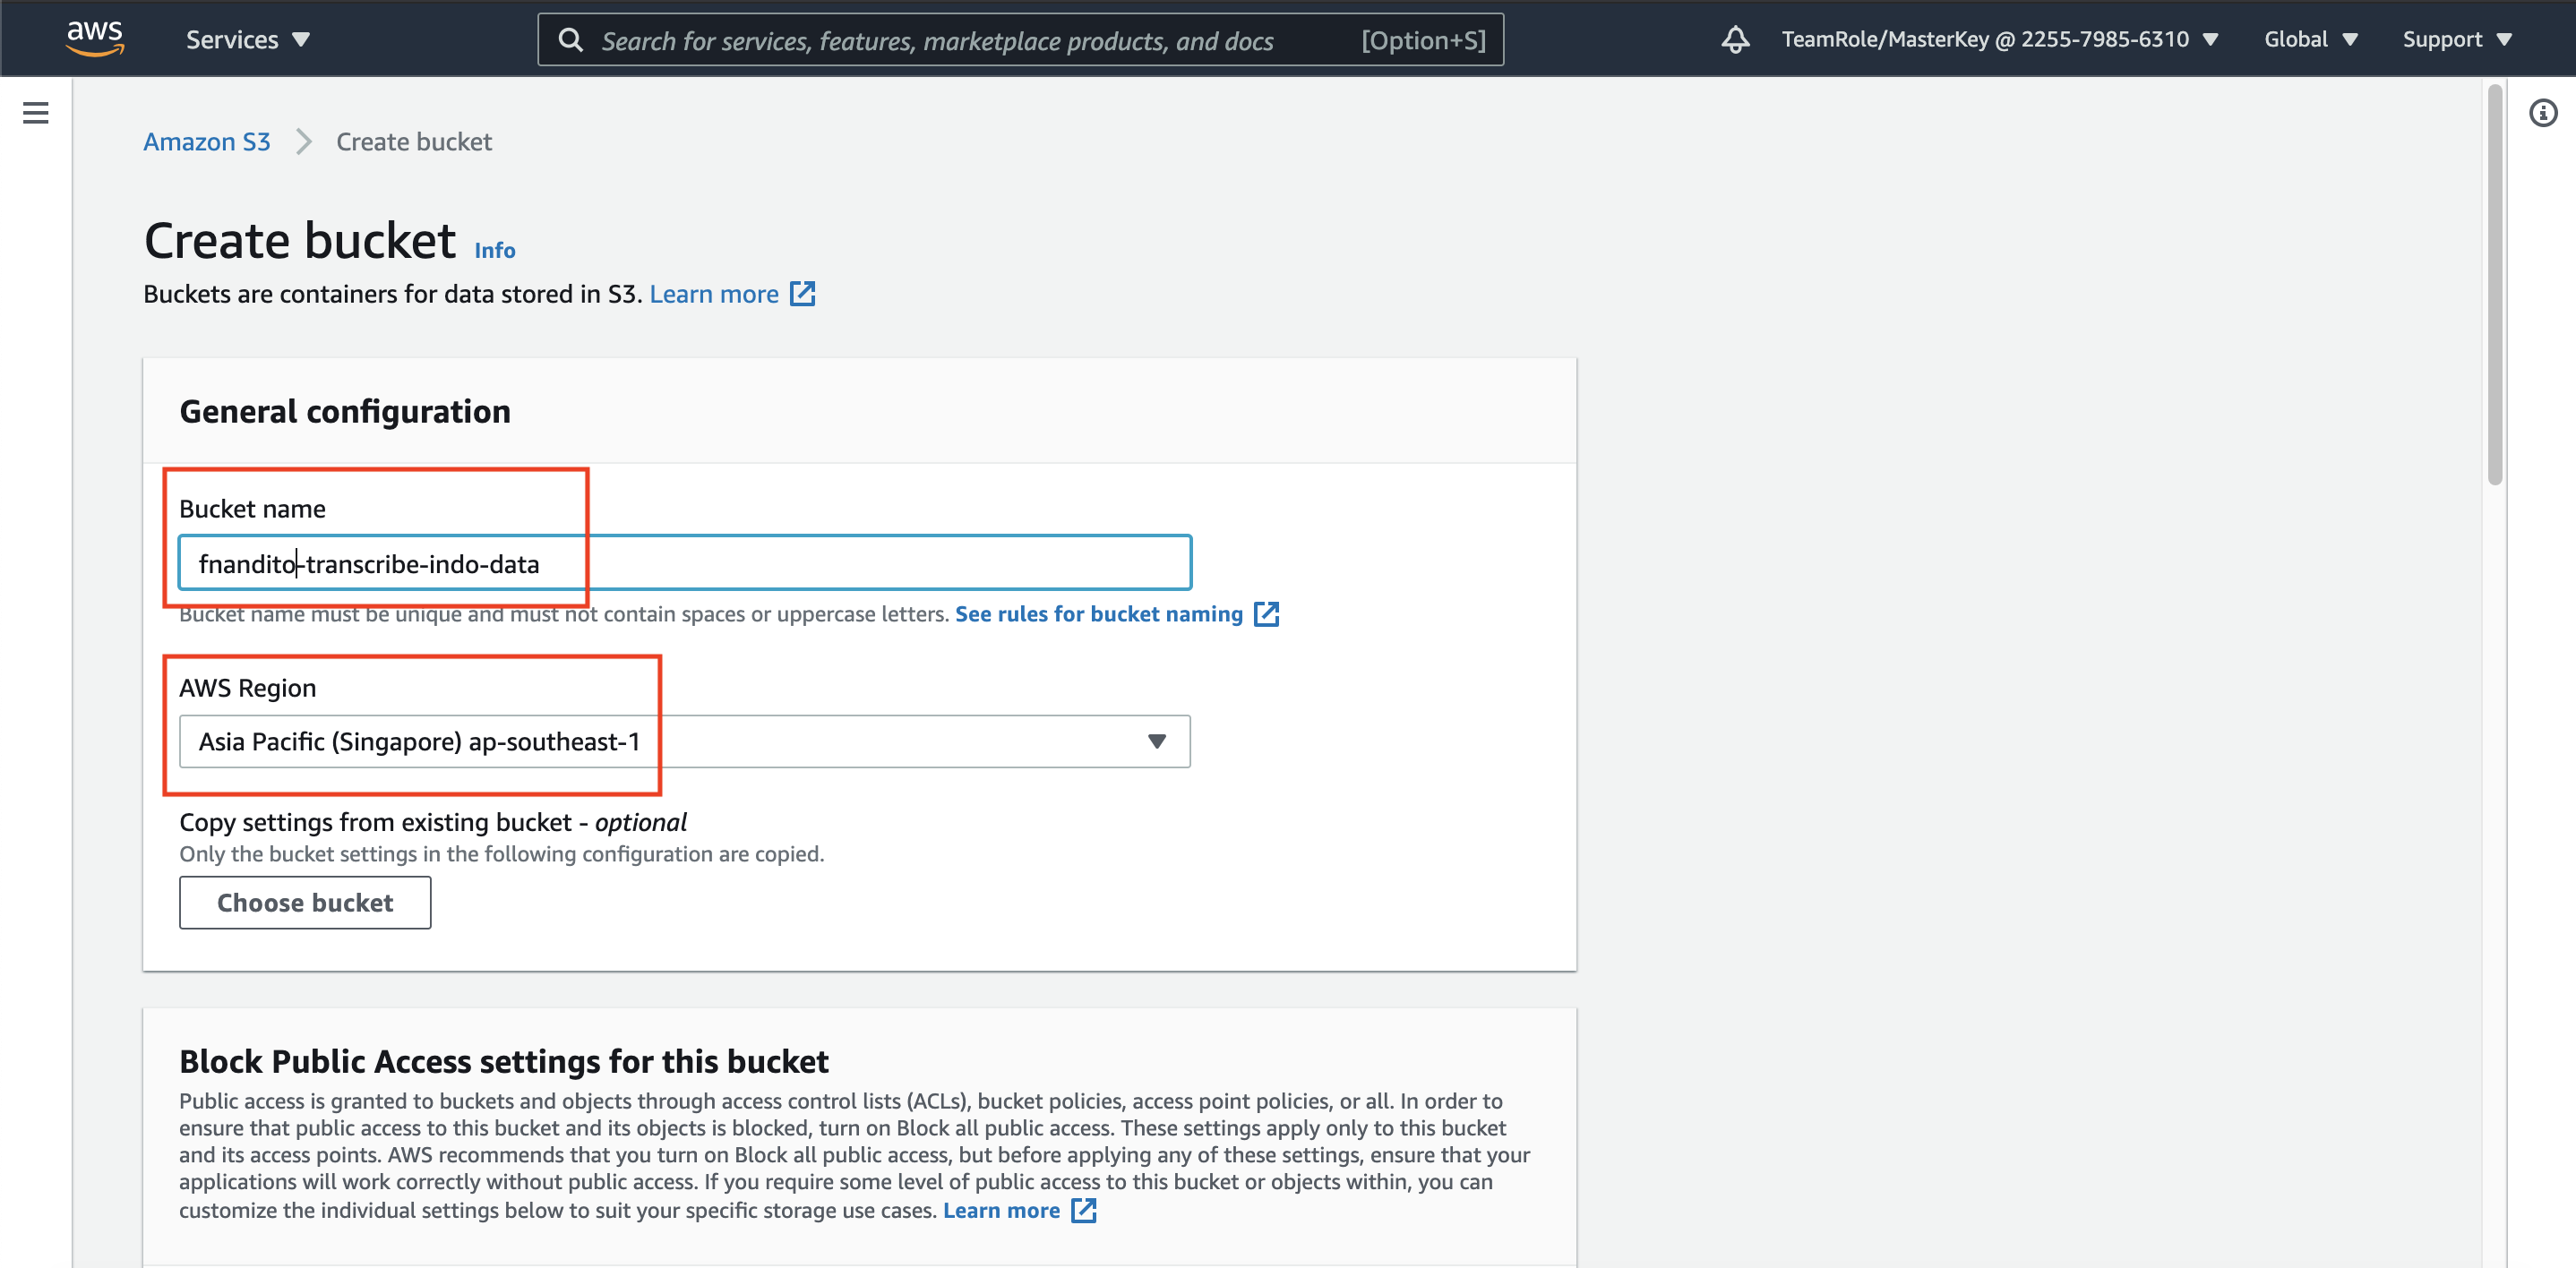 aws
Services
Search for services, features, marketplace products, and docs
[Option+S]
TeamRole/MasterKey @ 2255-7985-6310
Global
Support
Amazon S3
Create bucket
Create bucket
Info
Buckets are containers for data stored in S3. Learn more
General configuration
Bucket name
fnandito-transcribe-indo-data
Bucket name must be unique and must not contain spaces or uppercase letters. See rules for bucket naming
AWS Region
Asia Pacific (Singapore) ap-southeast-1
Copy settings from existing bucket - optional
Only the bucket settings in the following configuration are copied.
Choose bucket
Block Public Access settings for this bucket
Public access is granted to buckets and objects through access control lists (ACLs), bucket policies, access point policies, or all. In order to
ensure that public access to this bucket and its objects is blocked, turn on Block all public access. These settings apply only to this bucket
and its access points. AWS recommends that you turn on Block all public access, but before applying any of these settings, ensure that your
applications will work correctly without public access. If you require some level of public access to this bucket or objects within, you can
customize the individual settings below to suit your specific storage use cases. Learn more